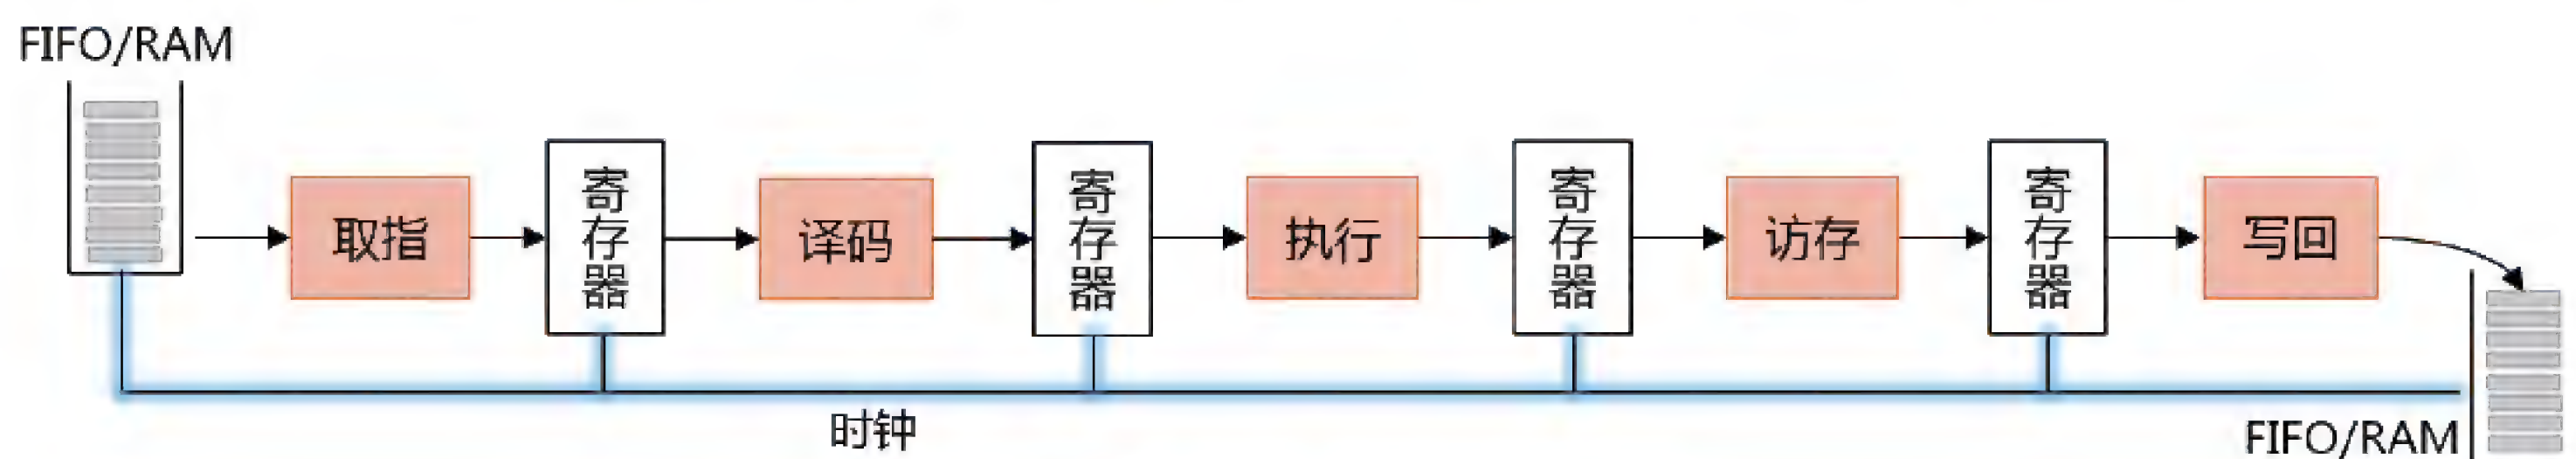 FIFO/RAM
取指
寄存器
译码
寄存器
执行
寄存器
访存
寄存器
写回
时钟
FIFO/RAM